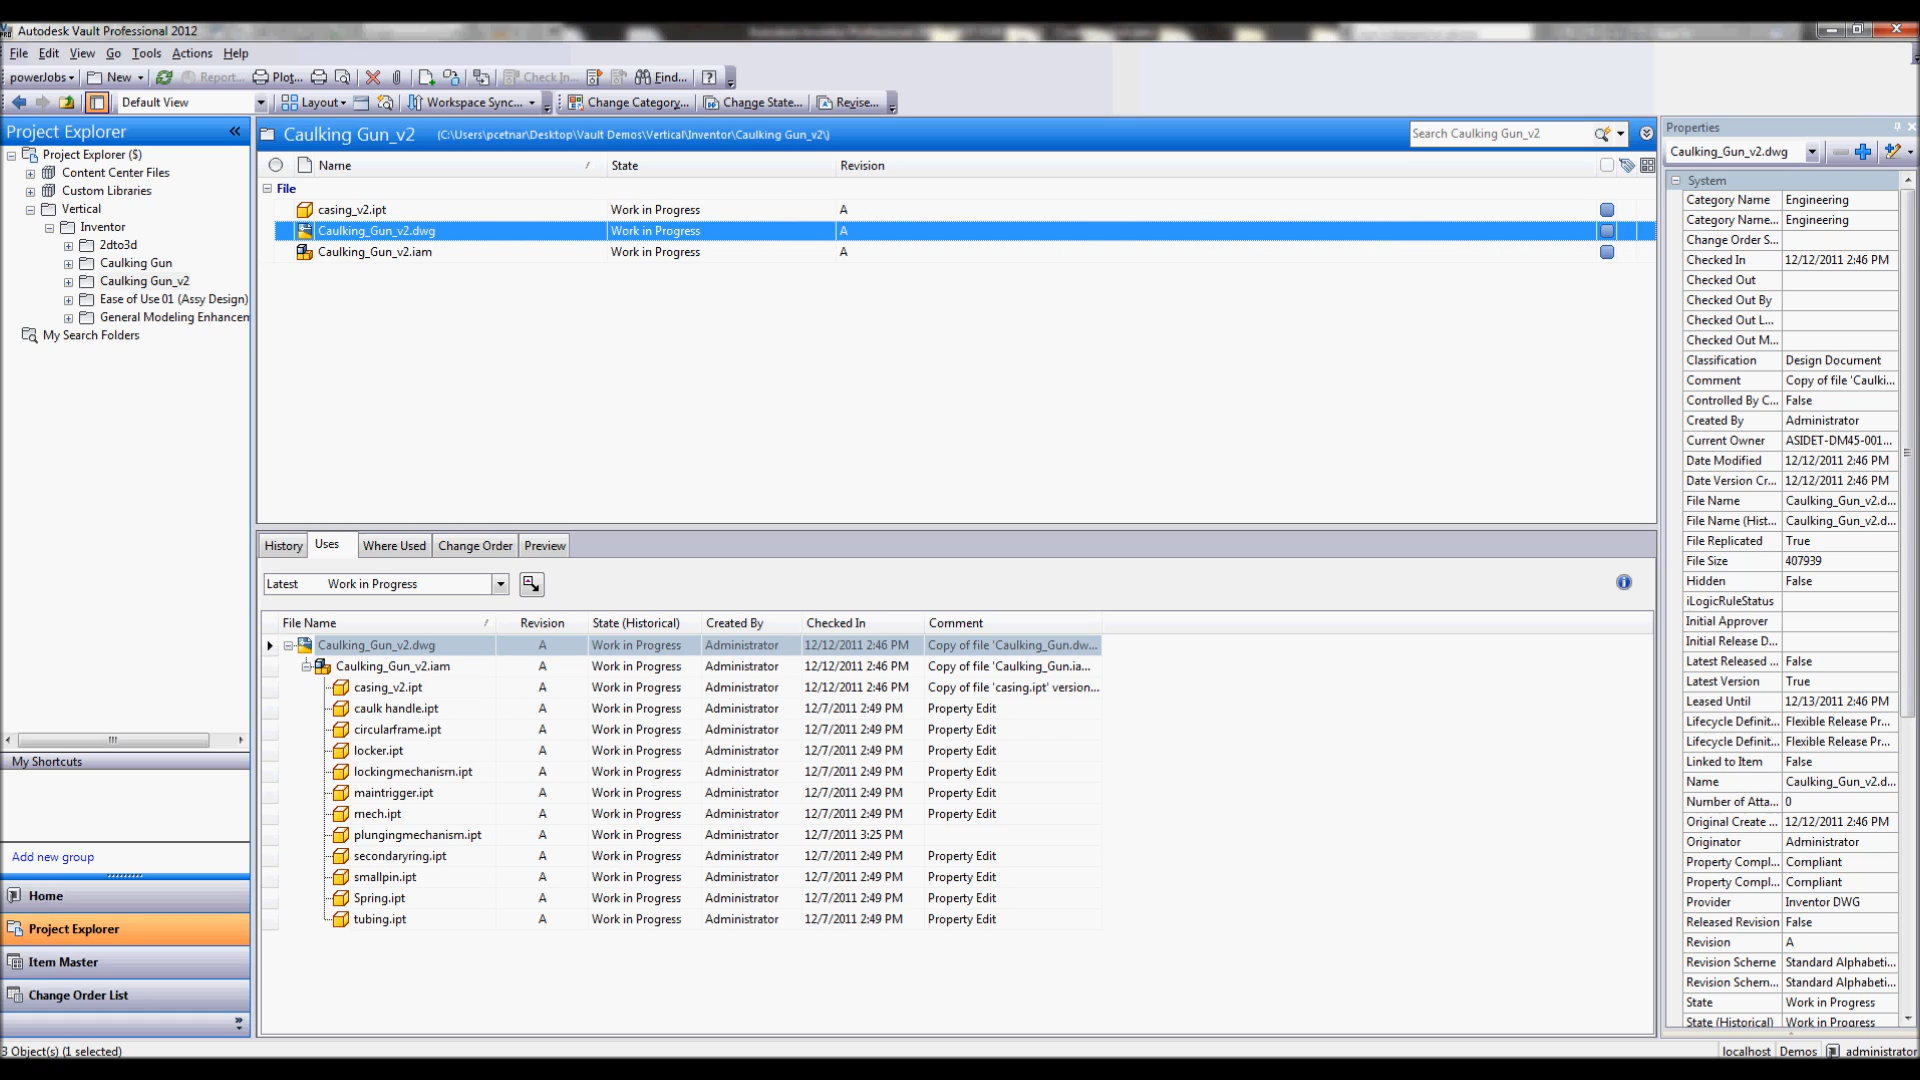 Autodesk Vault Professional 2012
File Edit View Go Tools Actions Help
powerJobs New Report... Plot... Check In... Find...
Default View Layout Workspace Sync... Change Category... Change State... Revise...
Project Explorer
Project Explorer ($)
Content Center Files
Custom Libraries
Vertical
Inventor
2dto3d
Caulking Gun
Caulking Gun_v2
Ease of Use 01 (Assy Design)
General Modeling Enhancen
My Search Folders
My Shortcuts
Add new group
Home
Project Explorer
Item Master
Change Order List
Caulking Gun_v2 (C:\Users\pcetnar\Desktop\Vault Demos\Vertical\Inventor\Caulking Gun_v2\) Search Caulking Gun_v2
Name State Revision
File
casing_v2.ipt Work in Progress A
Caulking_Gun_v2.dwg Work in Progress A
Caulking_Gun_v2.iam Work in Progress A
History Uses Where Used Change Order Preview
Latest Work in Progress
File Name Revision State (Historical) Created By Checked In Comment
Caulking_Gun_v2.dwg A Work in Progress Administrator 12/12/2011 2:46 PM Copy of file 'Caulking_Gun.dw...
Caulking_Gun_v2.iam A Work in Progress Administrator 12/12/2011 2:46 PM Copy of file 'Caulking_Gun.ia...
casing_v2.ipt A Work in Progress Administrator 12/12/2011 2:46 PM Copy of file 'casing.ipt' version...
caulk handle.ipt A Work in Progress Administrator 12/7/2011 2:49 PM Property Edit
circularframe.ipt A Work in Progress Administrator 12/7/2011 2:49 PM Property Edit
locker.ipt A Work in Progress Administrator 12/7/2011 2:49 PM Property Edit
lockingmechanism.ipt A Work in Progress Administrator 12/7/2011 2:49 PM Property Edit
maintrigger.ipt A Work in Progress Administrator 12/7/2011 2:49 PM Property Edit
mech.ipt A Work in Progress Administrator 12/7/2011 2:49 PM Property Edit
plungingmechanism.ipt A Work in Progress Administrator 12/7/2011 3:25 PM
secondaryring.ipt A Work in Progress Administrator 12/7/2011 2:49 PM Property Edit
smallpin.ipt A Work in Progress Administrator 12/7/2011 2:49 PM Property Edit
Spring.ipt A Work in Progress Administrator 12/7/2011 2:49 PM Property Edit
tubing.ipt A Work in Progress Administrator 12/7/2011 2:49 PM Property Edit
Properties
Caulking_Gun_v2.dwg
System
Category Name Engineering
Category Name... Engineering
Change Order S...
Checked In 12/12/2011 2:46 PM
Checked Out
Checked Out By
Checked Out L...
Checked Out M...
Classification Design Document
Comment Copy of file 'Caulki...
Controlled By C... False
Created By Administrator
Current Owner ASIDET-DM45-001...
Date Modified 12/12/2011 2:46 PM
Date Version Cr... 12/12/2011 2:46 PM
File Name Caulking_Gun_v2.d...
File Name (Hist... Caulking_Gun_v2.d...
File Replicated True
File Size 407939
Hidden False
iLogicRuleStatus
Initial Approver
Initial Release D...
Latest Released ... False
Latest Version True
Leased Until 12/13/2011 2:46 PM
Lifecycle Definit... Flexible Release Pr...
Lifecycle Definit... Flexible Release Pr...
Linked to Item False
Name Caulking_Gun_v2.d...
Number of Atta... 0
Original Create ... 12/12/2011 2:46 PM
Originator Administrator
Property Compl... Compliant
Property Compl... Compliant
Provider Inventor DWG
Released Revision False
Revision A
Revision Scheme Standard Alphabeti...
Revision Schem... Standard Alphabeti...
State Work in Progress
State (Historical) Work in Progress
3 Object(s) (1 selected) localhost Demos administrator